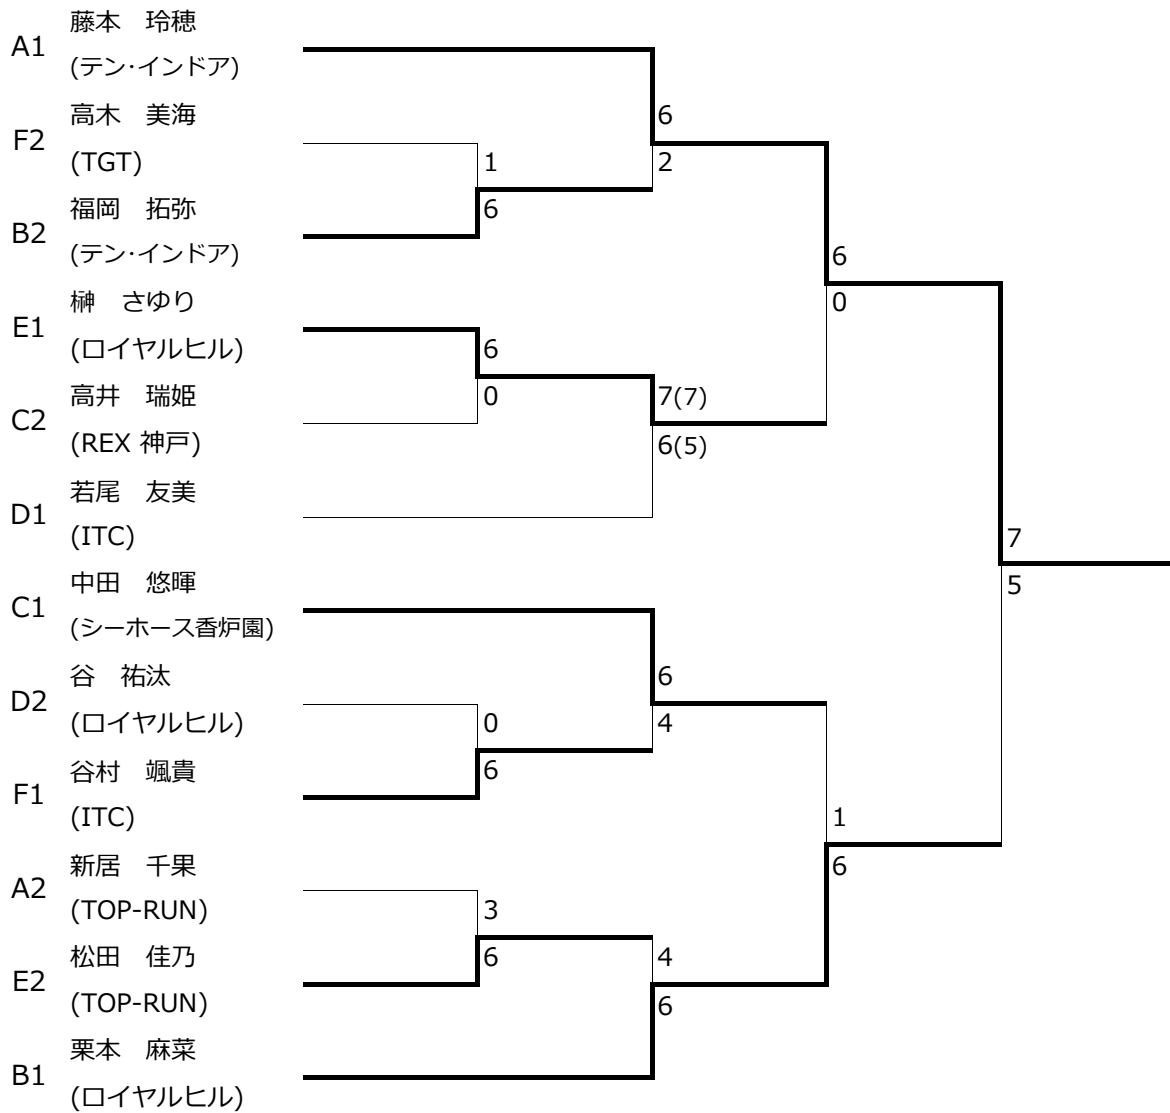 藤本　玲穂
A1
(テン･インドア)
高木　美海
6
F2
(TGT)
1
2
福岡　拓弥
6
B2
(テン･インドア)
6
榊　さゆり
0
E1
(ロイヤルヒル)
6
高井　瑞姫
0
7(7)
C2
(REX 神戸)
6(5)
若尾　友美
D1
(ITC)
7
中田　悠暉
5
C1
(シーホース香炉園)
谷　祐汰
6
D2
(ロイヤルヒル)
0
4
谷村　颯貴
6
F1
(ITC)
1
新居　千果
6
A2
(TOP-RUN)
3
松田　佳乃
6
4
E2
(TOP-RUN)
6
栗本　麻菜
B1
(ロイヤルヒル)